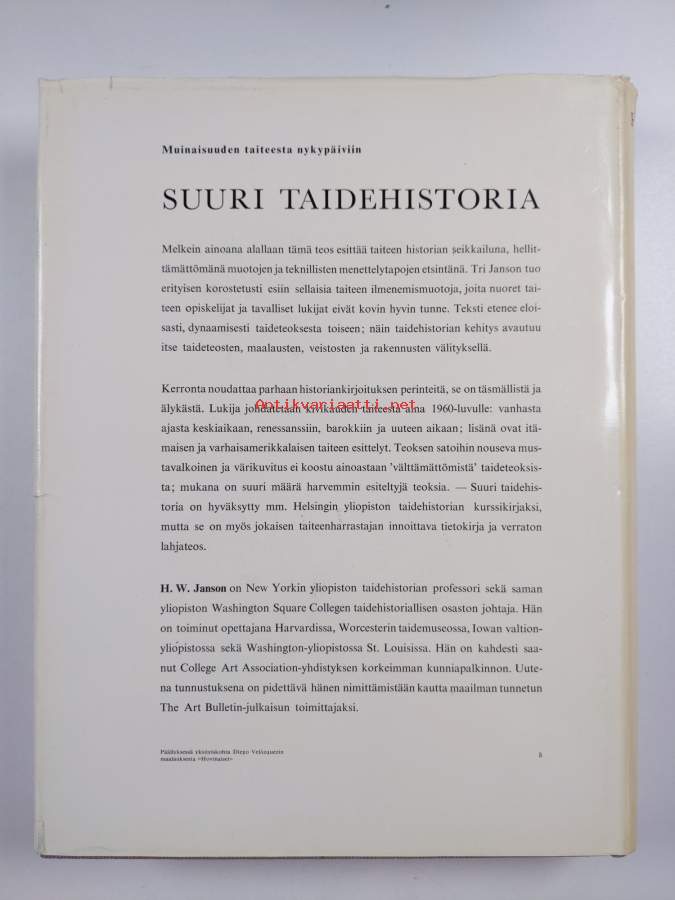 Muinaisuuden taiteesta nykypäiviin
SUURI TAIDEHISTORIA
Melkein ainoana alallaan tämä teos esittää taiteen historian seikkailuna, hellit-
tämättömänä muotojen ja teknillisten menettelytapojen etsintänä. Tri Janson tuo
erityisen korostetusti esiin sellaisia taiteen ilmenemismuotoja, joita nuoret tai-
teen opiskelijat ja tavalliset lukijat eivät kovin hyvin tunne. Teksti etenee eloi-
sasti, dynaamisesti taideteoksesta toiseen; näin taidehistorian kehitys avautuu
itse taideteosten, maalausten, veistosten ja rakennusten välityksellä.
Kerronta noudattaa parhaan historiankirjoituksen perinteitä, se on täsmällistä ja
älykästä. Lukija johdatetaan kivikauden taiteesta aina 1960-luvulle: vanhasta
Antikvariaatti.net
ajasta keskiaikaan, renessanssiin, barokkiin ja uuteen aikaan; lisänä ovat itä-
maisen ja varhaisamerikkalaisen taiteen esittelyt. Teoksen satoihin nouseva mus-
tavalkoinen ja värikuvitus ei koostu ainoastaan 'välttämättömistä' taideteoksis-
ta; mukana on suuri määrä harvemmin esiteltyjä teoksia. — Suuri taidehis-
toria on hyväksytty mm. Helsingin yliopiston taidehistorian kurssikirjaksi,
mutta se on myös jokaisen taiteenharrastajan innoittava tietokirja ja verraton
lahjateos.
H. W. Janson on New Yorkin yliopiston taidehistorian professori sekä saman
yliopiston Washington Square Collegen taidehistoriallisen osaston johtaja. Hän
on toiminut opettajana Harvardissa, Worcesterin taidemuseossa, Iowan valtion-
yliopistossa sekä Washington-yliopistossa St. Louisissa. Hän on kahdesti saa-
nut College Art Association-yhdistyksen korkeimman kunniapalkinnon. Uute-
na tunnustuksena on pidettävä hänen nimittämistään kautta maailman tunnetun
The Art Bulletin-julkaisun toimittajaksi.
Päällyksessä yksityiskohta Diego Velázquezin
maalauksesta »Hovinaiset»
8